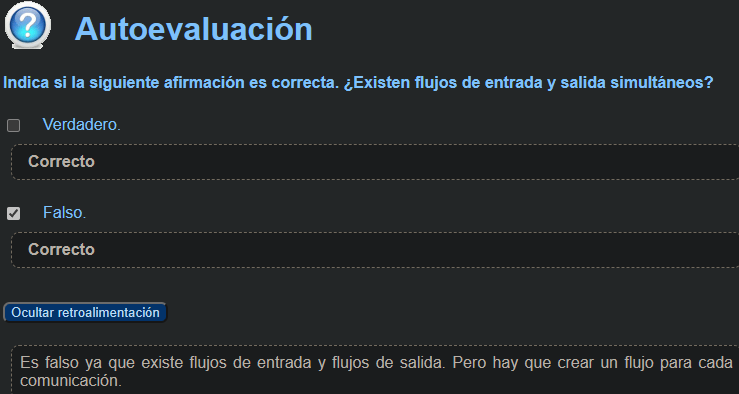 Autoevaluación
Indica si la siguiente afirmación es correcta. ¿Existen flujos de entrada y salida simultáneos?
Verdadero.
Correcto
Falso.
Correcto
Ocultar retroalimentación
Es falso ya que existe flujos de entrada y flujos de salida. Pero hay que crear un flujo para cada
comunicación.